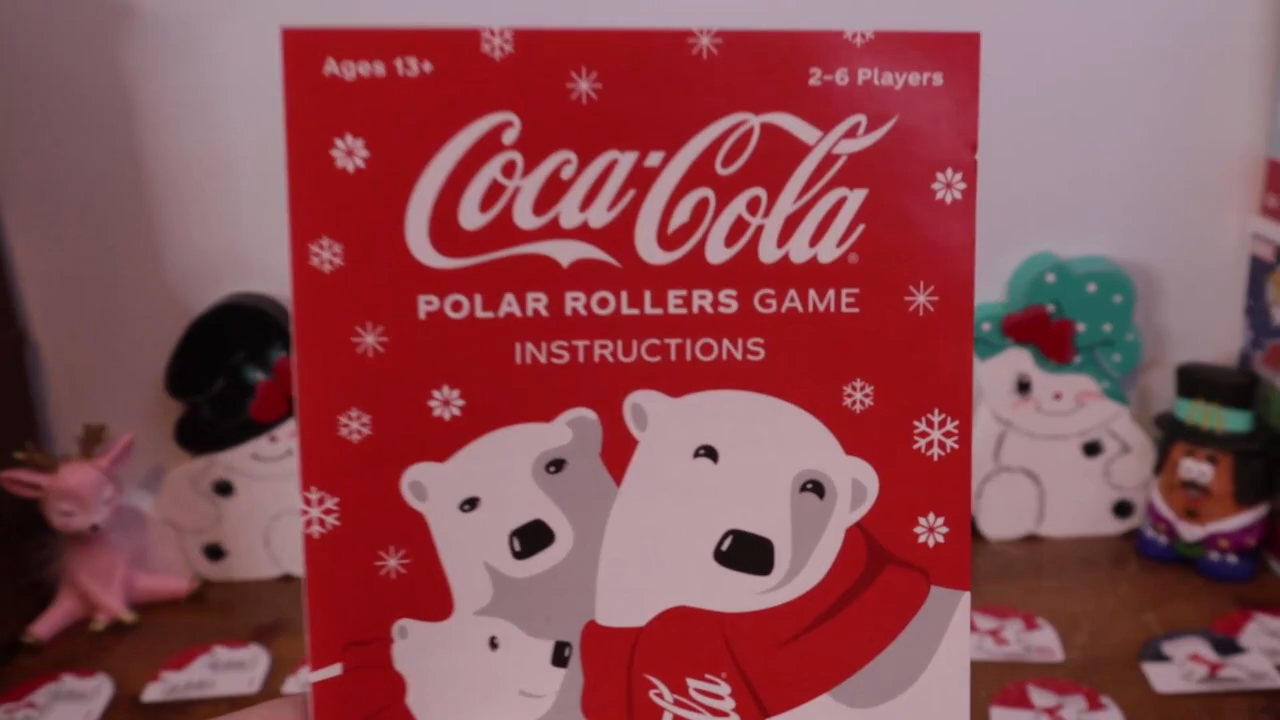 Ages 13+
2-6 Players
Coca-Cola®
POLAR ROLLERS GAME
INSTRUCTIONS